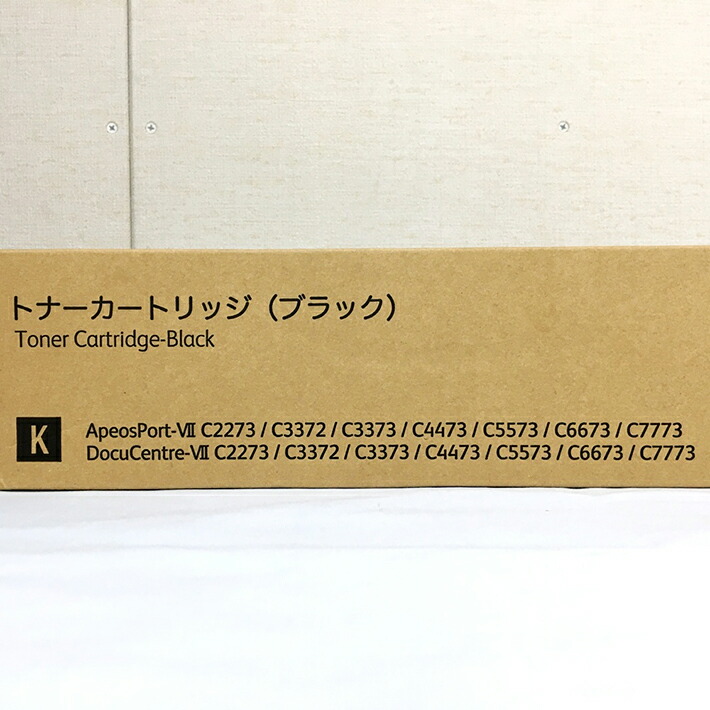 トナーカートリッジ（ブラック）
Toner Cartridge-Black
K
ApeosPort-Ⅶ C2273 / C3372 / C3373 / C4473 / C5573 / C6673 / C7773
DocuCentre-Ⅶ C2273 / C3372 / C3373 / C4473 / C5573 / C6673 / C7773